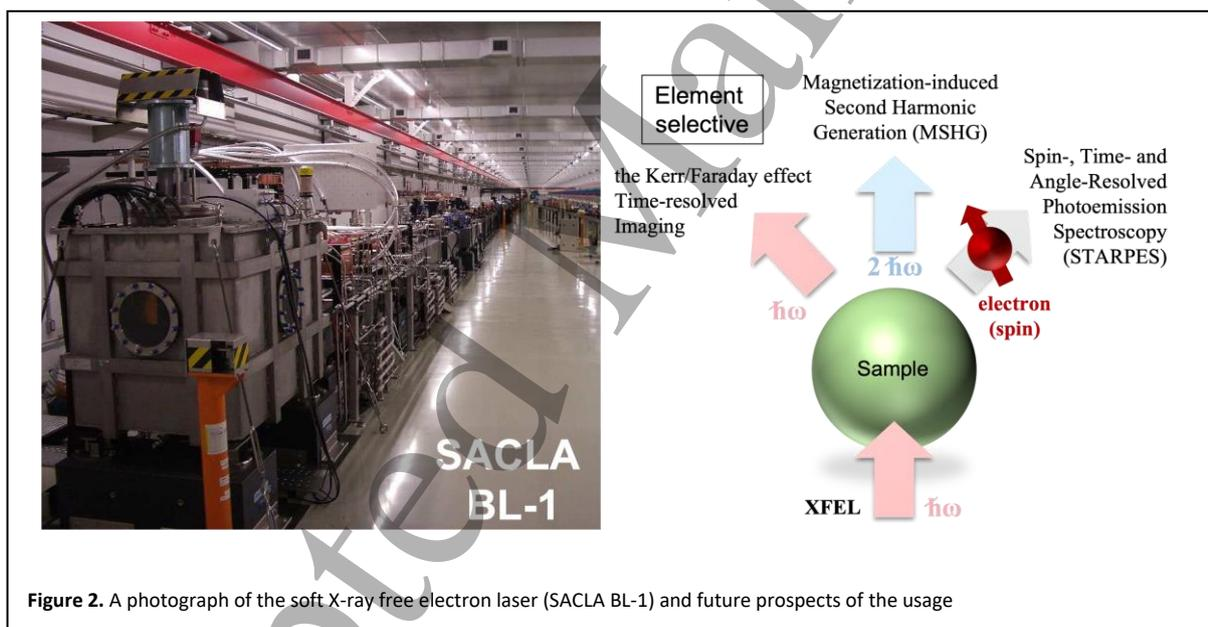 SACLA
BL-1
Element
selective
Magnetization-induced
Second Harmonic
Generation (MSHG)
the Kerr/Faraday effect
Time-resolved
Imaging
Spin-, Time- and
Angle-Resolved
Photoemission
Spectroscopy
(STARPES)
2 ħω
ħω
electron
(spin)
Sample
XFEL
ħω
Figure 2. A photograph of the soft X-ray free electron laser (SACLA BL-1) and future prospects of the usage